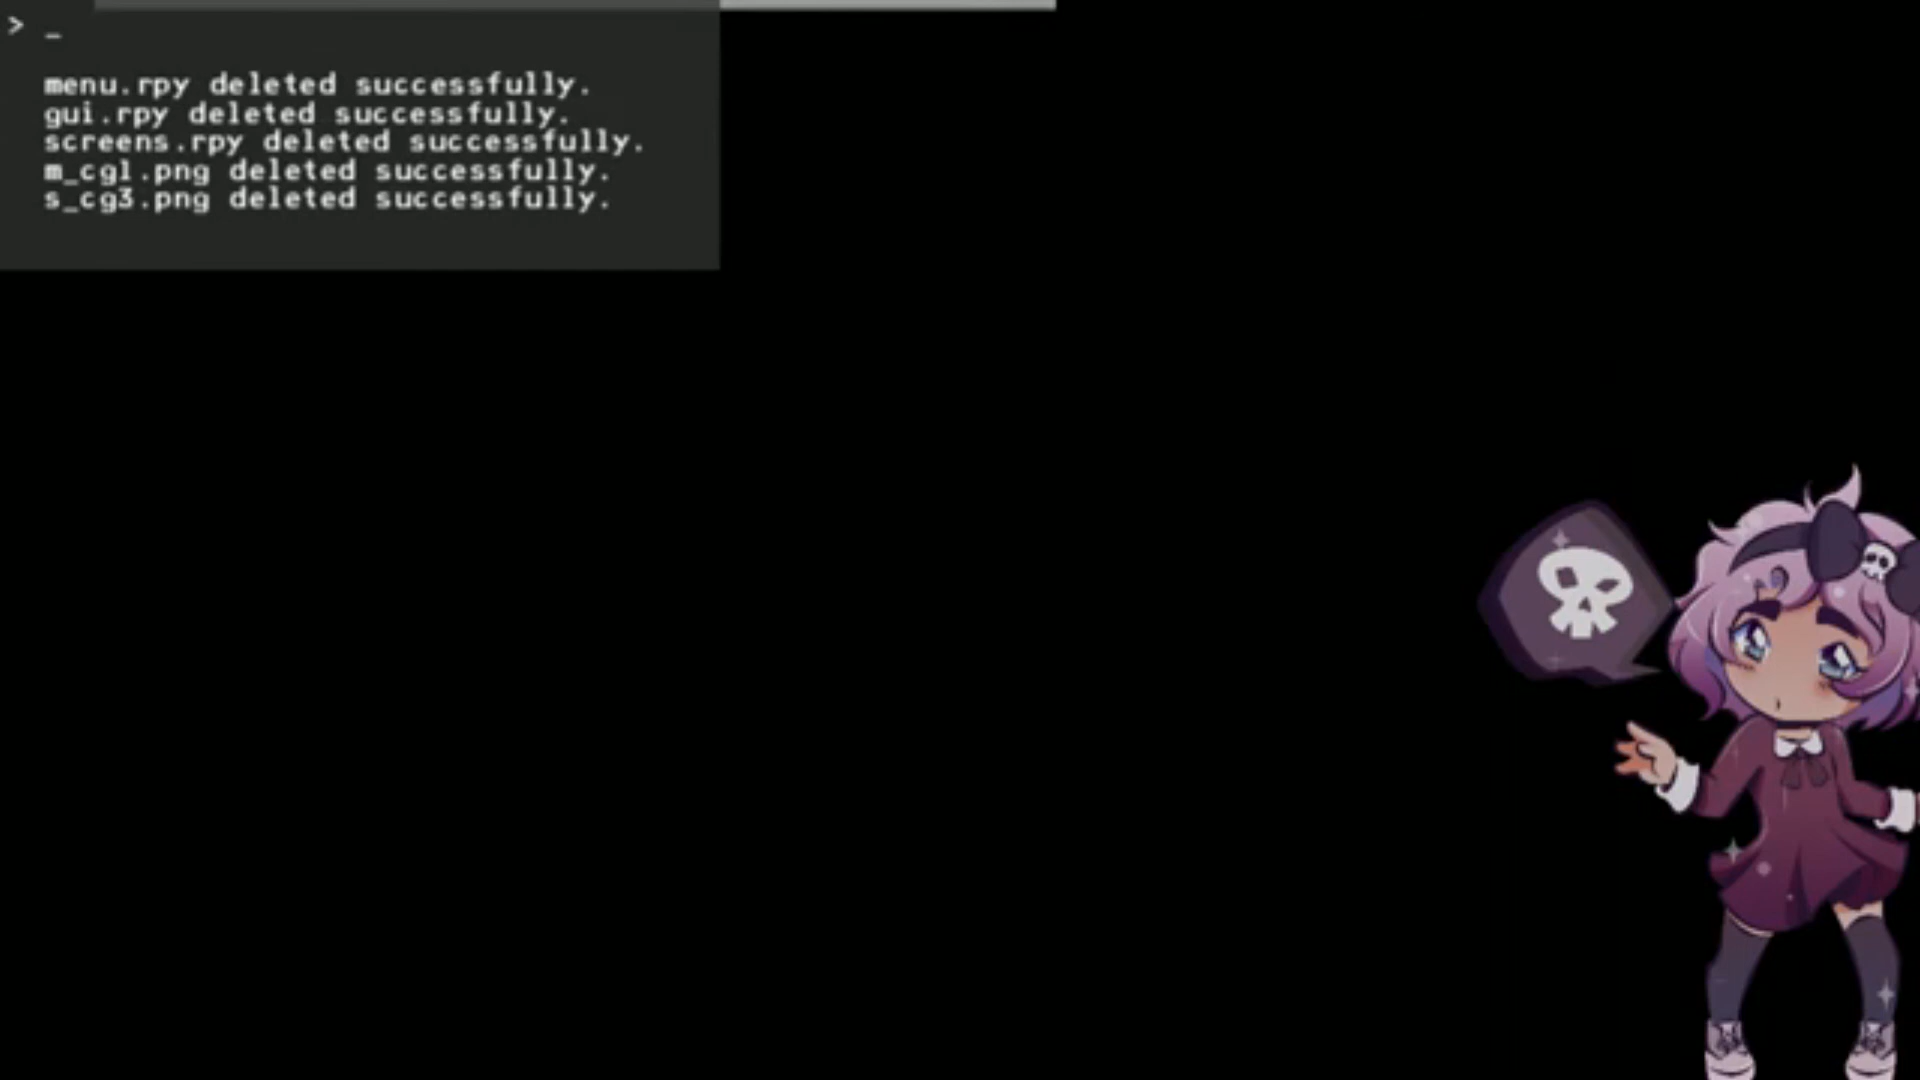 > _
menu.rpy deleted successfully.
gui.rpy deleted successfully.
screens.rpy deleted successfully.
m_cg1.png deleted successfully.
s_cg3.png deleted successfully.